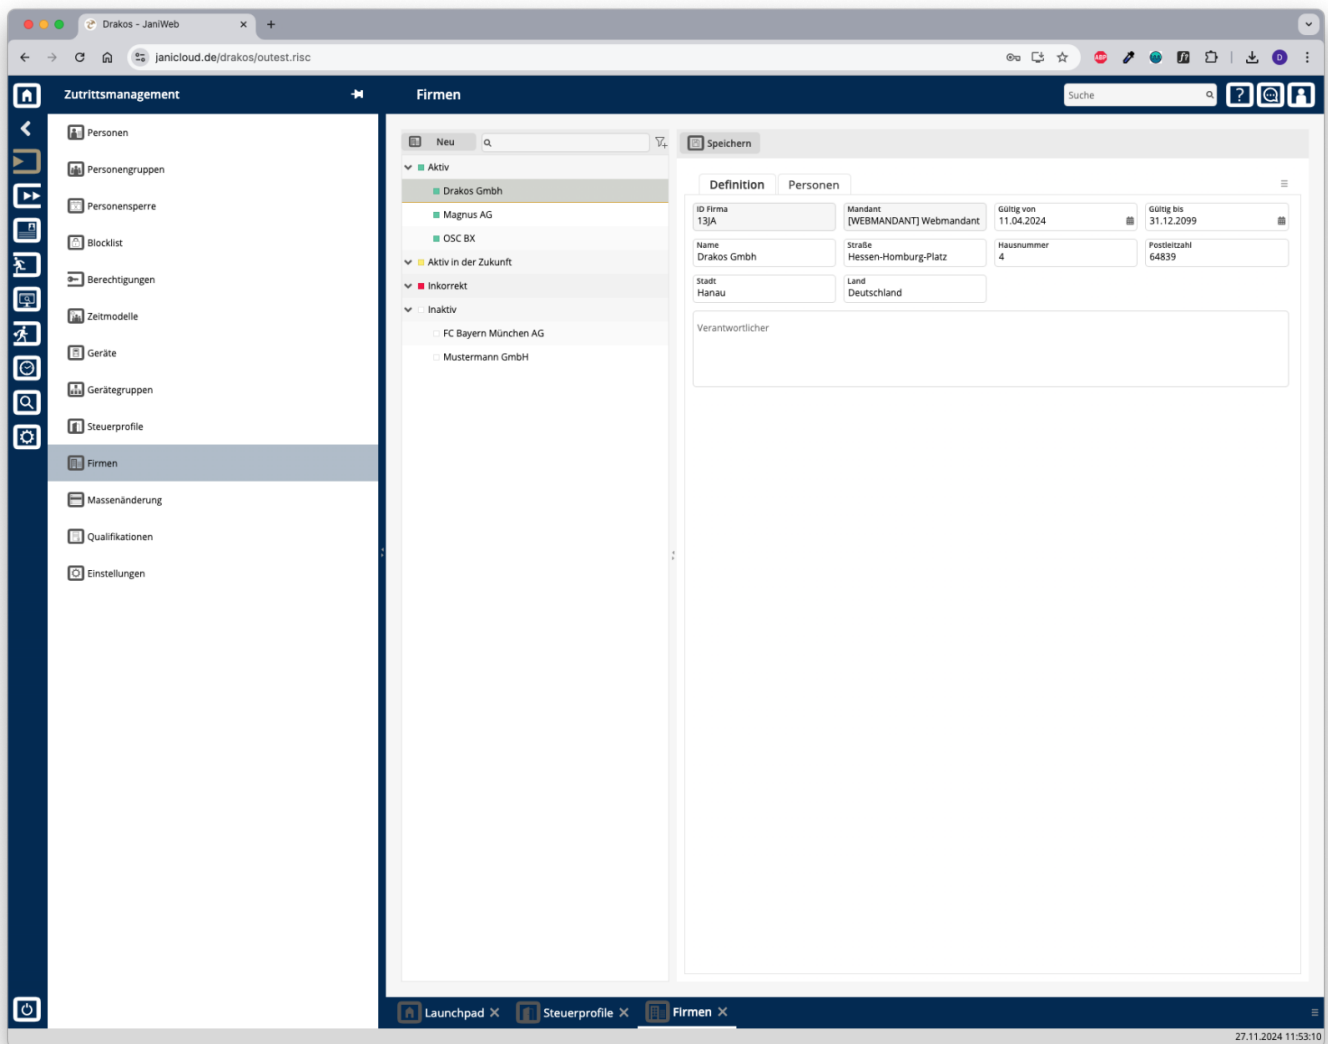 Drakos - JaniWeb
janicloud.de/drakos/outest.risc
ABP
D
Zutrittsmanagement
Firmen
Suche
?
Personen
Personengruppen
Personensperre
Blocklist
Berechtigungen
Zeitmodelle
Geräte
Gerätegruppen
Steuerprofile
Firmen
Massenänderung
Qualifikationen
Einstellungen
Neu
Aktiv
Drakos Gmbh
Magnus AG
OSC BX
Aktiv in der Zukunft
Inkorrekt
Inaktiv
FC Bayern München AG
Mustermann GmbH
Speichern
Definition Personen
ID Firma
13JA
Mandant
[WEBMANDANT] Webmandant
Gültig von
11.04.2024
Gültig bis
31.12.2099
Name
Drakos Gmbh
Straße
Hessen-Homburg-Platz
Hausnummer
4
Postleitzahl
64839
Stadt
Hanau
Land
Deutschland
Verantwortlicher
Launchpad Steuerprofile Firmen
27.11.2024 11:53:10